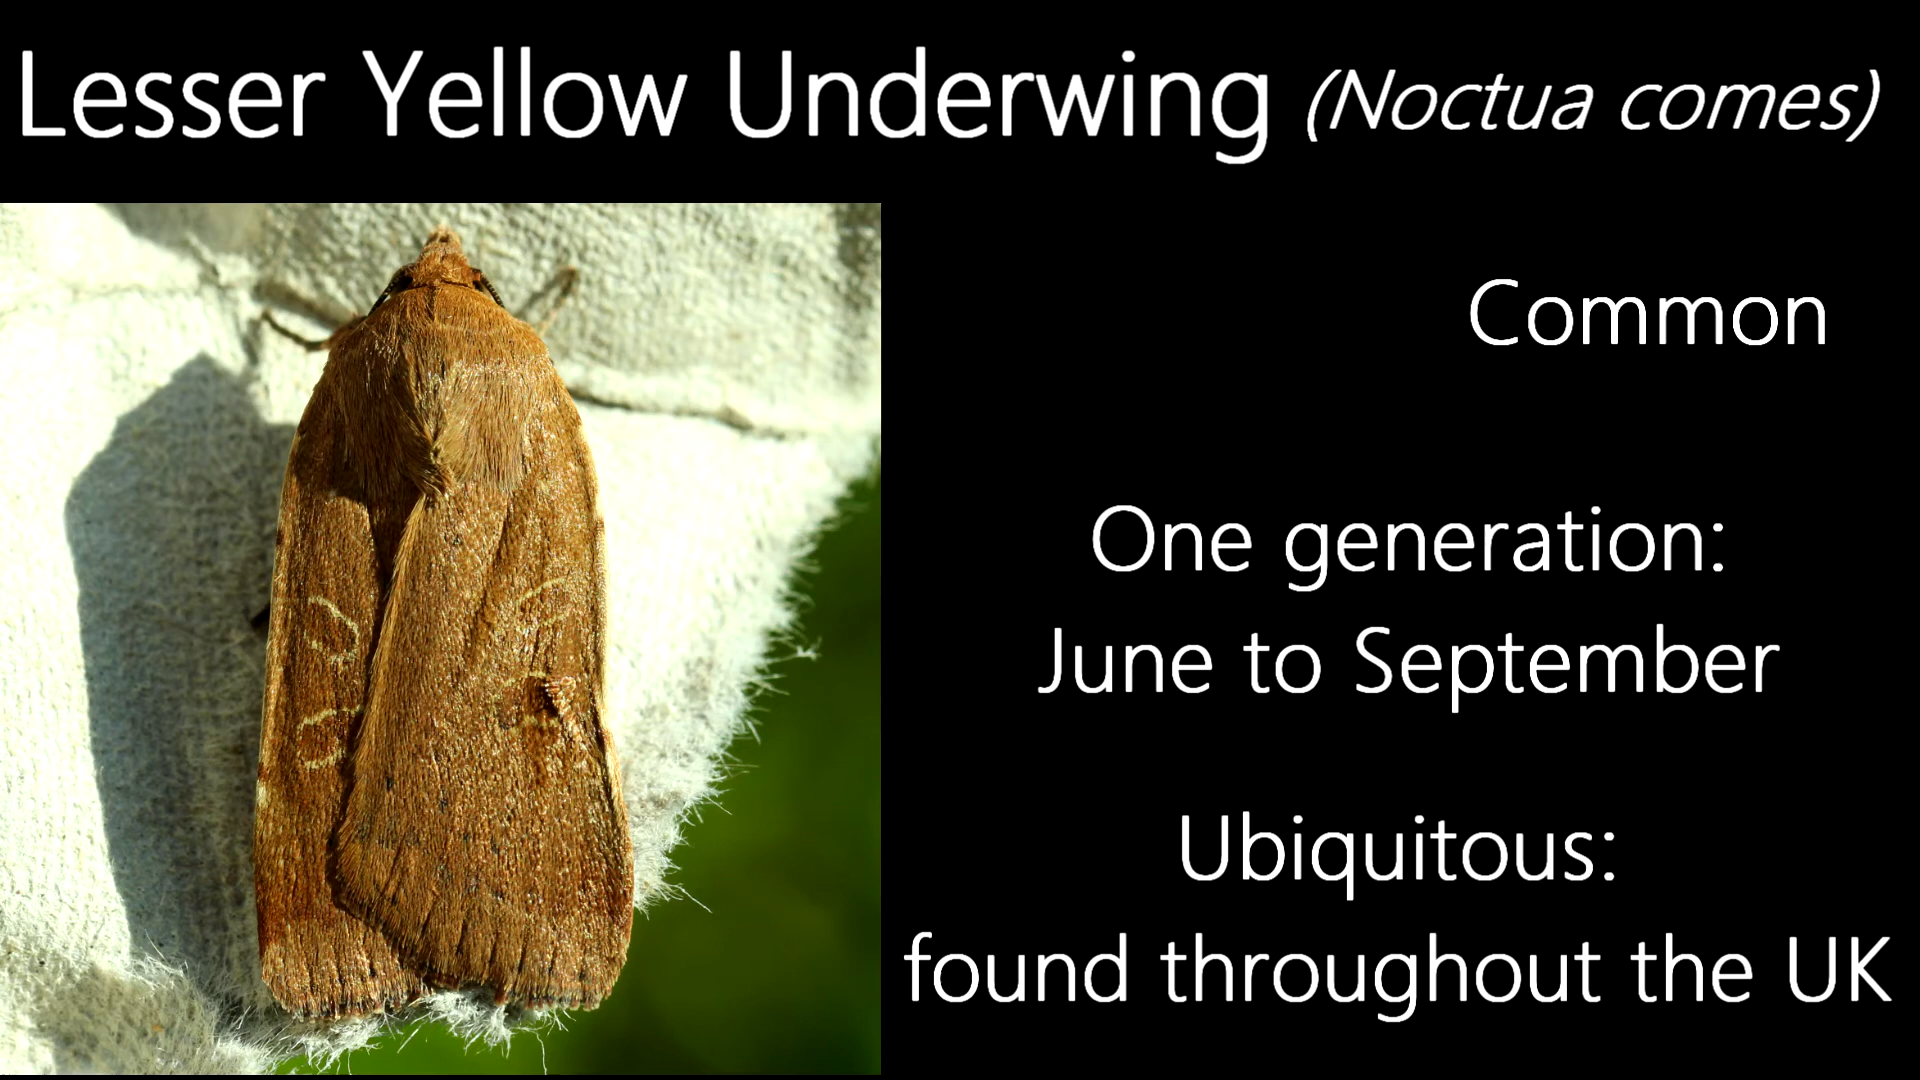 Lesser Yellow Underwing (Noctua comes)
Common
One generation:
June to September
Ubiquitous:
found throughout the UK